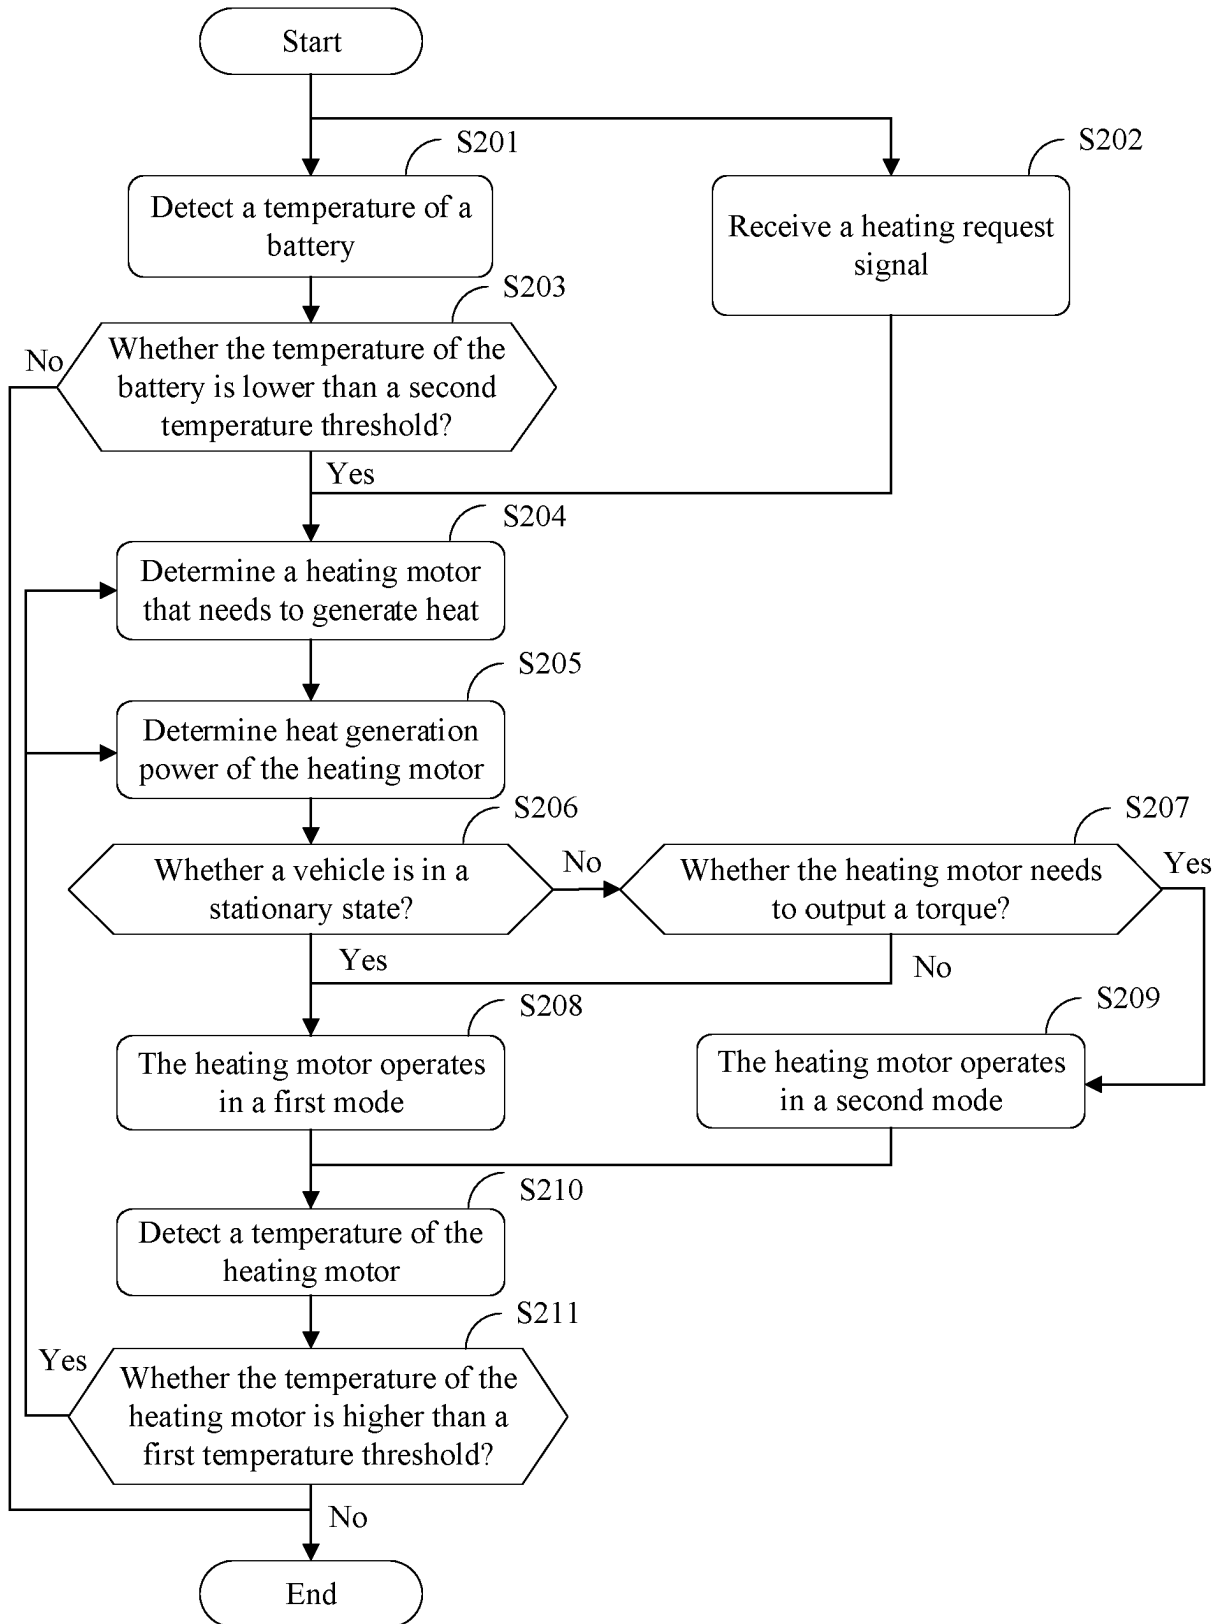 Start
S201
S202
Detect a temperature of a
battery
Receive a heating request
signal
S203
No
Whether the temperature of the
battery is lower than a second
temperature threshold?
Yes
S204
Determine a heating motor
that needs to generate heat
S205
Determine heat generation
power of the heating motor
S206
S207
Whether a vehicle is in a
stationary state?
No
Whether the heating motor needs
to output a torque?
Yes
Yes
No
S208
S209
The heating motor operates
in a first mode
The heating motor operates
in a second mode
S210
Detect a temperature of the
heating motor
S211
Yes
Whether the temperature of the
heating motor is higher than a
first temperature threshold?
No
End